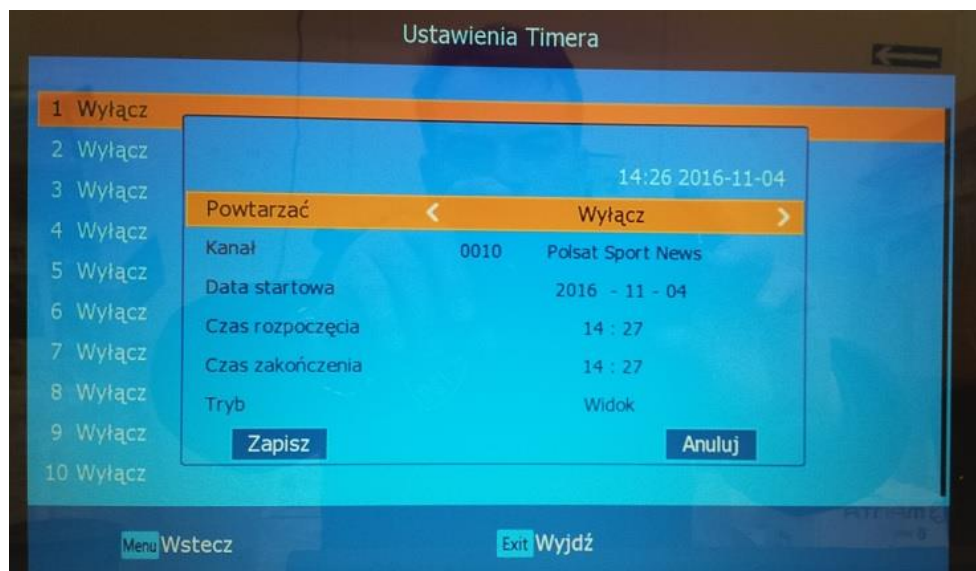 Ustawienia Timera
1 Wyłącz
2 Wyłącz
3 Wyłącz
4 Wyłącz
5 Wyłącz
6 Wyłącz
7 Wyłącz
8 Wyłącz
9 Wyłącz
10 Wyłącz
14:26 2016-11-04
Powtarzać < Wyłącz >
Kanał 0010 Polsat Sport News
Data startowa 2016 - 11 - 04
Czas rozpoczęcia 14 : 27
Czas zakończenia 14 : 27
Tryb Widok
Zapisz Anuluj
Menu Wstecz Exit Wyjdź